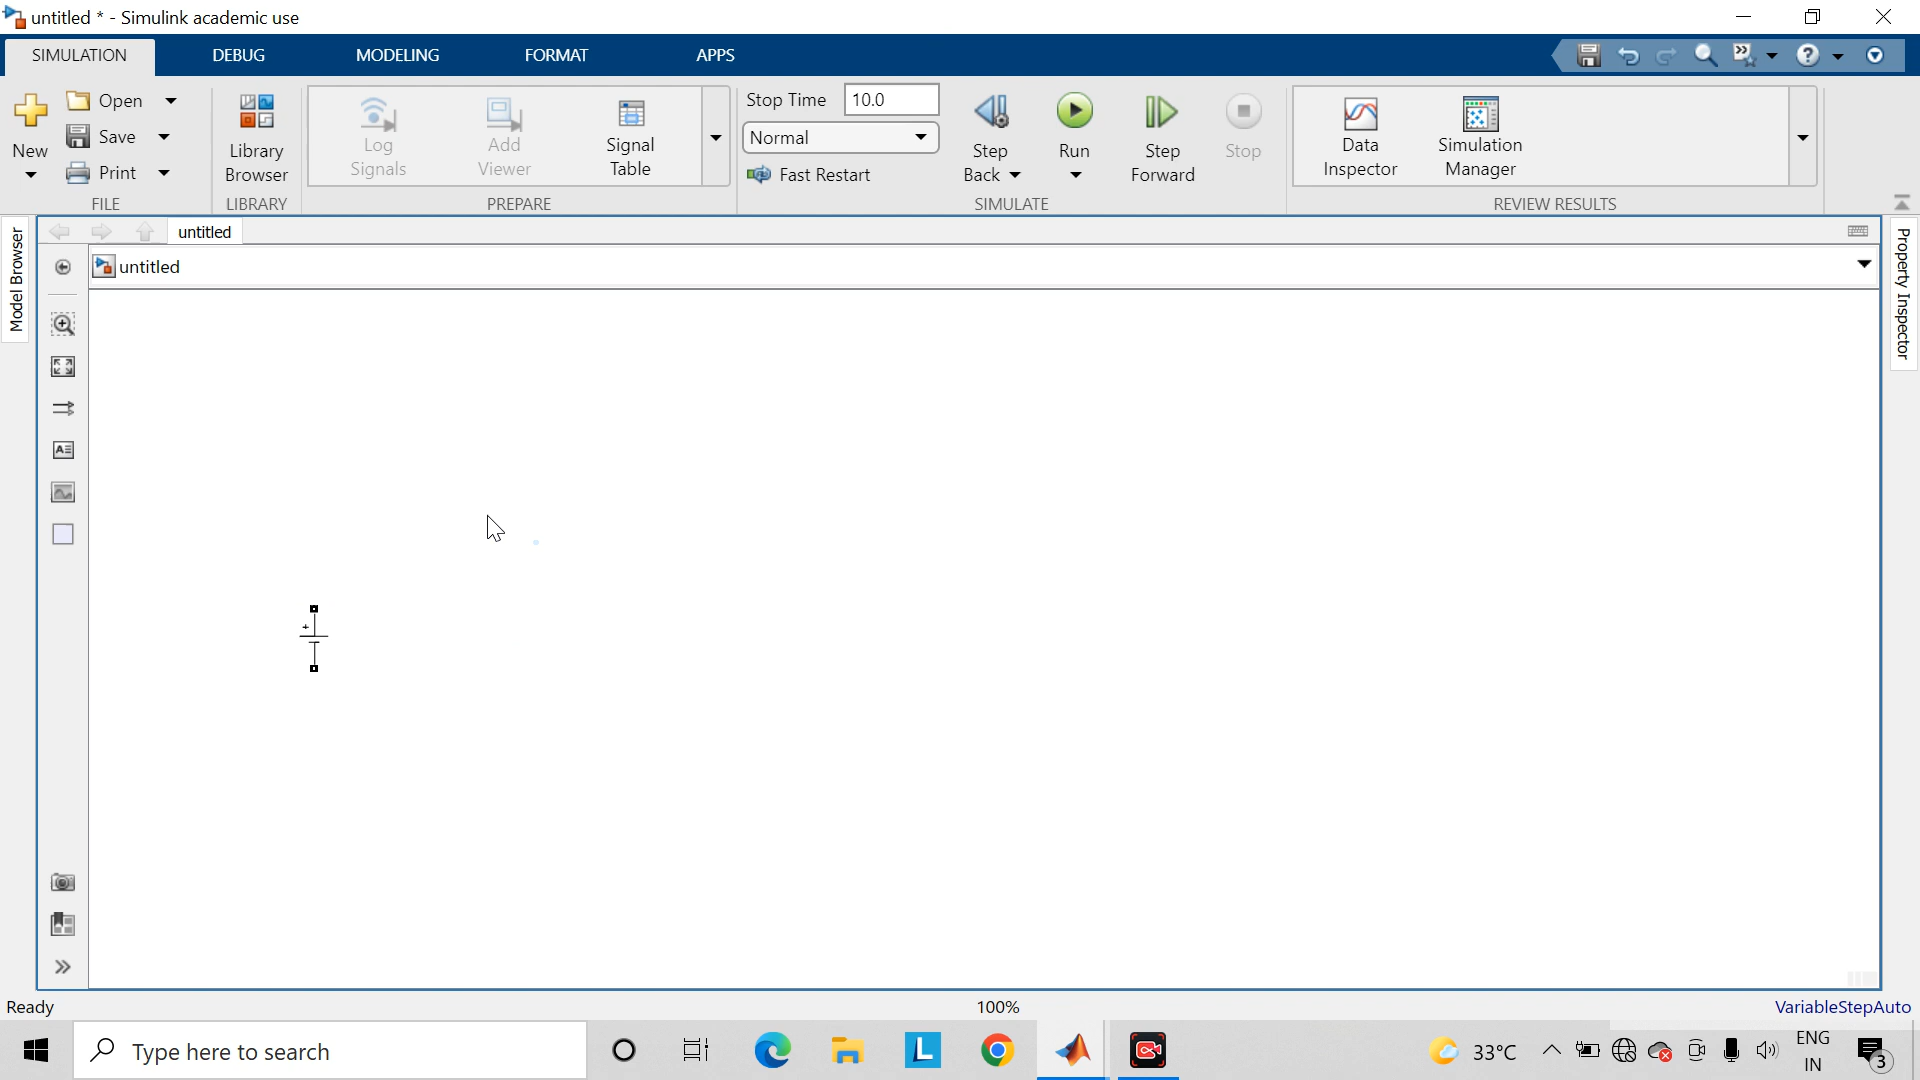 untitled * - Simulink academic use
SIMULATION DEBUG MODELING FORMAT APPS
New
Open
Save
Print
FILE
Library
Browser
LIBRARY
Log
Signals
Add
Viewer
Signal
Table
PREPARE
Stop Time 10.0
Normal
Fast Restart
Step
Back
Run
Step
Forward
Stop
SIMULATE
Data
Inspector
Simulation
Manager
REVIEW RESULTS
Model Browser
untitled
untitled
Property Inspector
+
Ready 100% VariableStepAuto
Type here to search
33°C
ENG
IN
3